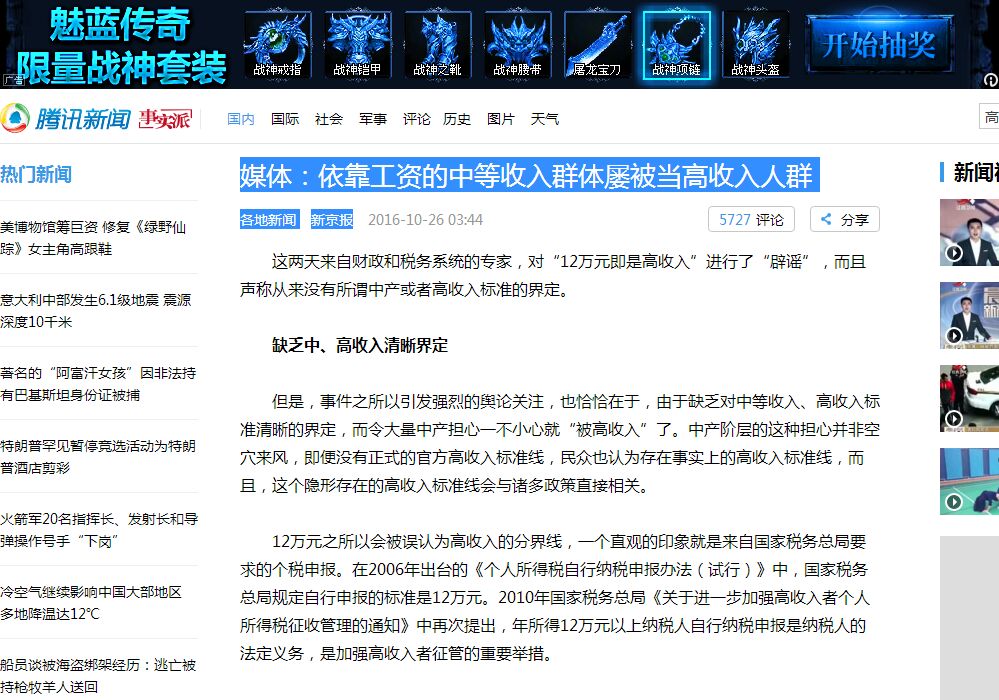 魅蓝传奇
限量战神套装
广告
战神戒指
战神铠甲
战神之靴
战神腰带
屠龙宝刀
战神项链
战神头盔
开始抽奖
腾讯新闻 事实派
国内 国际 社会 军事 评论 历史 图片 天气
热门新闻
美博物馆筹巨资 修复《绿野仙
踪》女主角高跟鞋
意大利中部发生6.1级地震 震源
深度10千米
著名的“阿富汗女孩”因非法持
有巴基斯坦身份证被捕
特朗普罕见暂停竞选活动为特朗
普酒店剪彩
火箭军20名指挥长、发射长和导
弹操作号手“下岗”
冷空气继续影响中国大部地区
多地降温达12℃
船员谈被海盗绑架经历：逃亡被
持枪牧羊人送回
媒体：依靠工资的中等收入群体屡被当高收入人群
各地新闻 新京报 2016-10-26 03:44
5727 评论
分享
这两天来自财政和税务系统的专家，对“12万元即是高收入”进行了“辟谣”，而且
声称从来没有所谓中产或者高收入标准的界定。
缺乏中、高收入清晰界定
但是，事件之所以引发强烈的舆论关注，也恰恰在于，由于缺乏对中等收入、高收入标
准清晰的界定，而令大量中产担心一不小心就“被高收入”了。中产阶层的这种担心并非空
穴来风，即便没有正式的官方高收入标准线，民众也认为存在事实上的高收入标准线，而
且，这个隐形存在的高收入标准线会与诸多政策直接相关。
12万元之所以会被误认为高收入的分界线，一个直观的印象就是来自国家税务总局要
求的个税申报。在2006年出台的《个人所得税自行纳税申报办法（试行）》中，国家税务
总局规定自行申报的标准是12万元。2010年国家税务总局《关于进一步加强高收入者个人
所得税征收管理的通知》中再次提出，年所得12万元以上纳税人自行纳税申报是纳税人的
法定义务，是加强高收入者征管的重要举措。
高
新闻